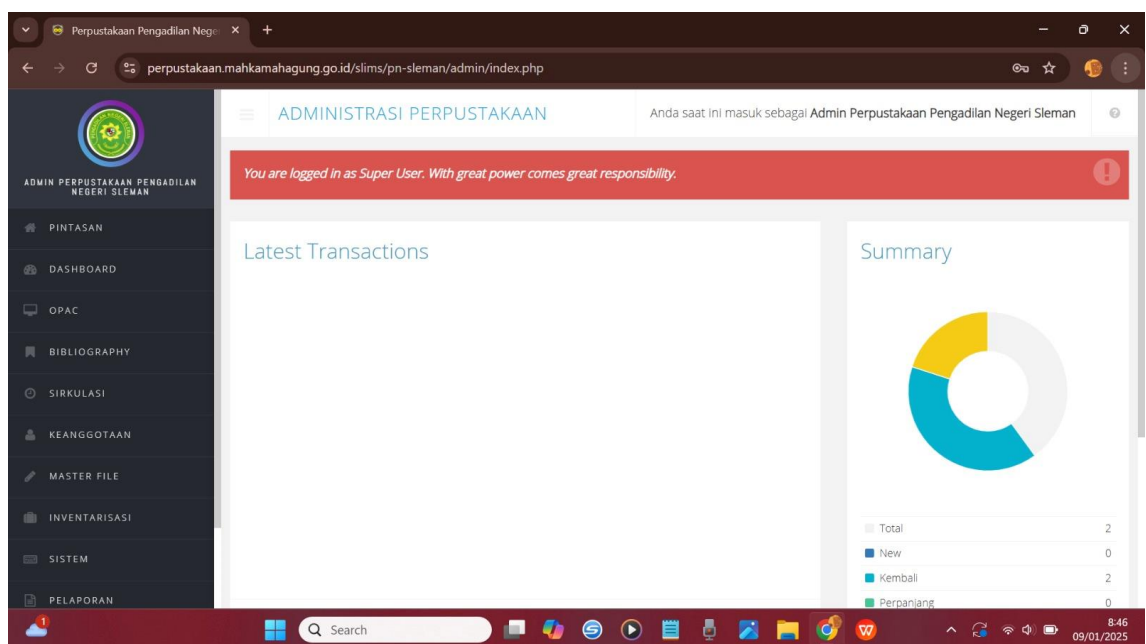 Perpustakaan Pengadilan Nege
perpustakaan.mahkamahagung.go.id/slims/pn-sleman/admin/index.php
ADMIN PERPUSTAKAAN PENGADILAN
NEGERI SLEMAN
ADMINISTRASI PERPUSTAKAAN
Anda saat ini masuk sebagai Admin Perpustakaan Pengadilan Negeri Sleman
You are logged in as Super User. With great power comes great responsibility.
PINTASAN
DASHBOARD
OPAC
BIBLIOGRAPHY
SIRKULASI
KEANGGOTAAN
MASTER FILE
INVENTARISASI
SISTEM
PELAPORAN
Latest Transactions
Summary
Total 2
New 0
Kembali 2
Perpanjang 0
1
Search
8:46
09/01/2025